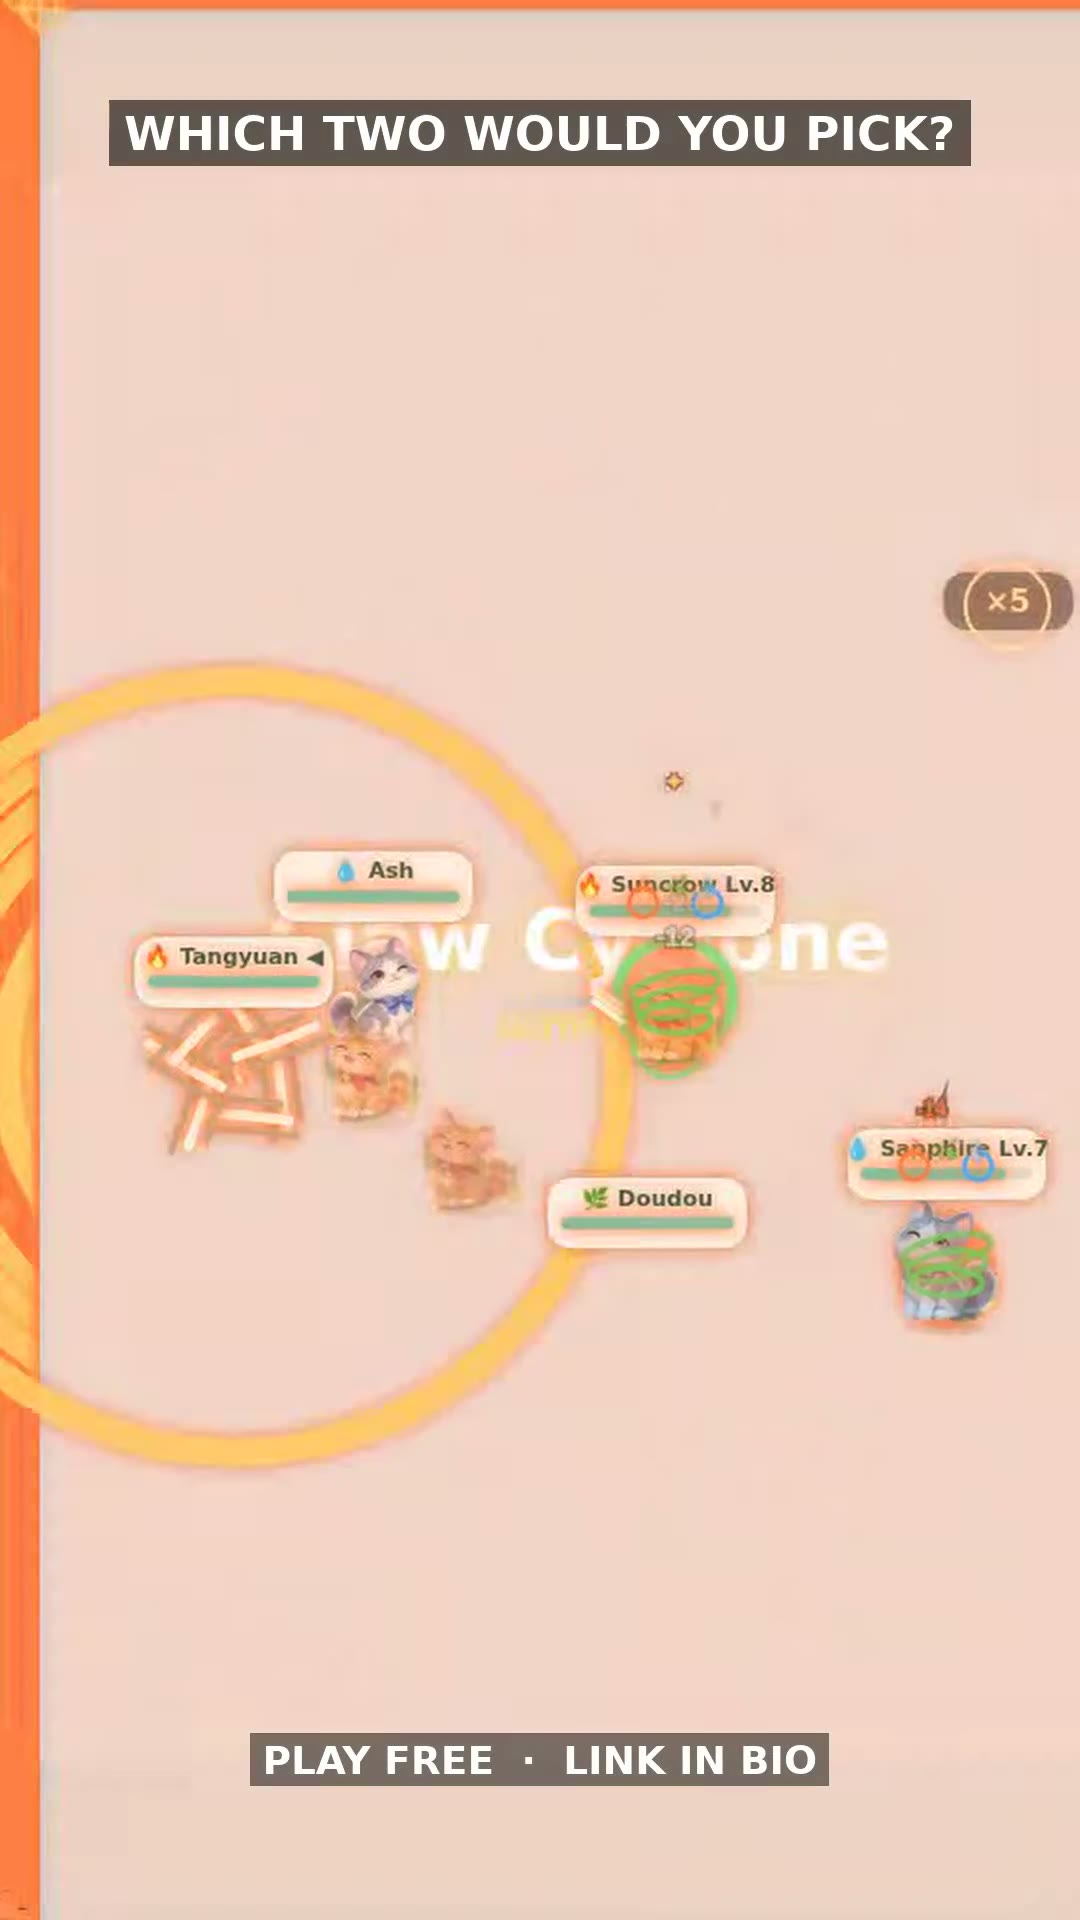 WHICH TWO WOULD YOU PICK?
×5
Ash
Suncrow Lv.8
-12
Tangyuan ◀
Sapphire Lv.7
Doudou
PLAY FREE · LINK IN BIO